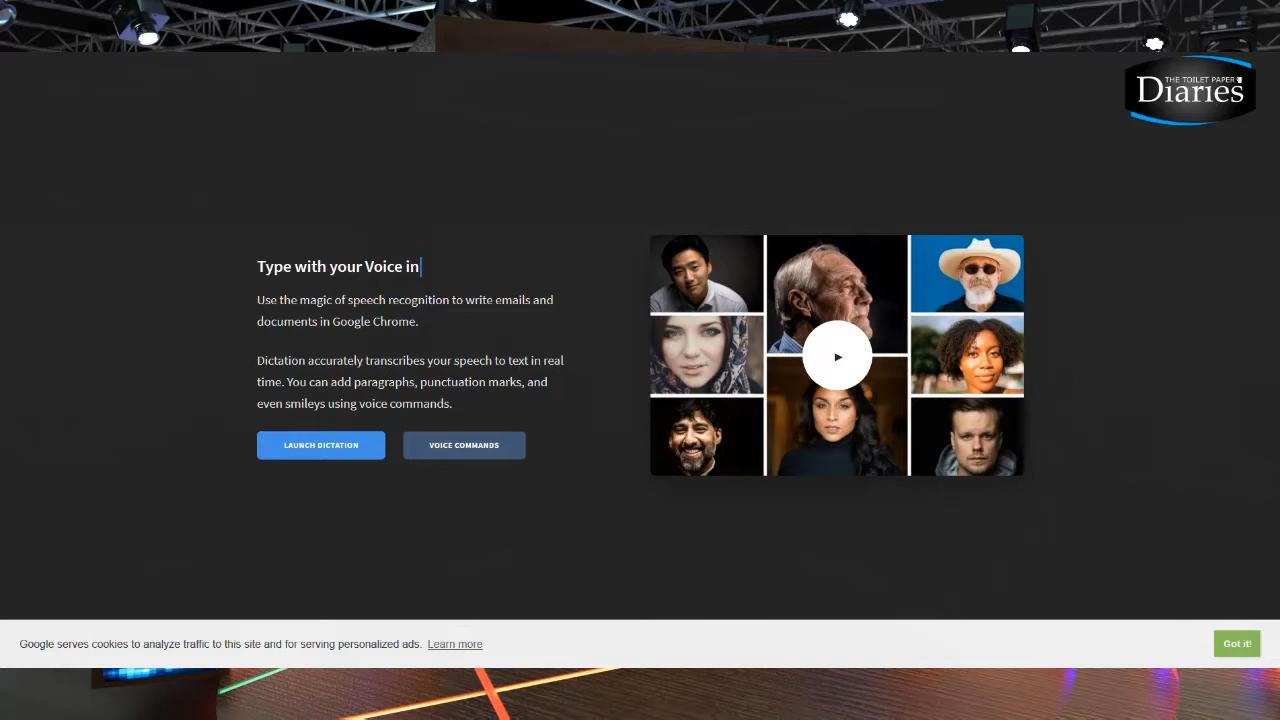 THE TOILET PAPER
Diaries
Type with your Voice in
Use the magic of speech recognition to write emails and
documents in Google Chrome.
Dictation accurately transcribes your speech to text in real
time. You can add paragraphs, punctuation marks, and
even smileys using voice commands.
LAUNCH DICTATION
VOICE COMMANDS
Google serves cookies to analyze traffic to this site and for serving personalized ads. Learn more
Got it!